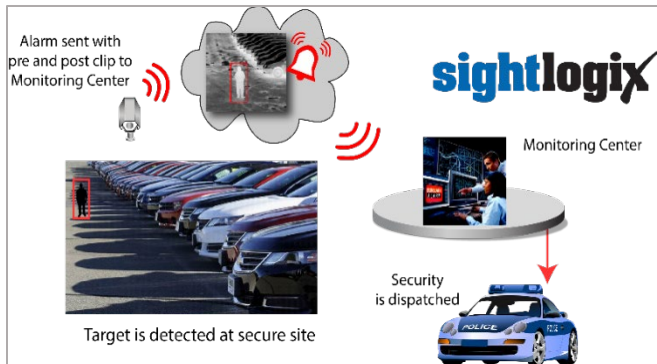 Alarm sent with
pre and post clip to
Monitoring Center
sightlogix
Monitoring Center
Security
is dispatched
POLICE
Target is detected at secure site